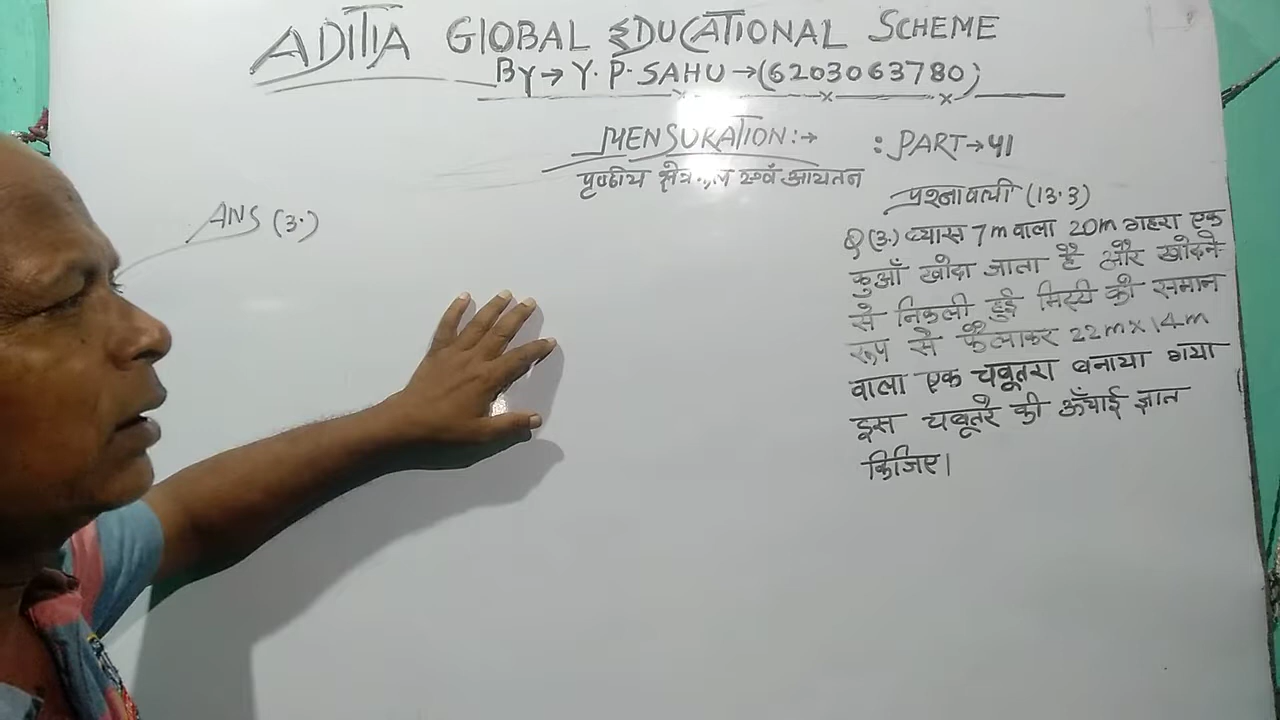 ADITIA GlOBAL EDUCATIONAL SCHEME
BY → Y. P. SAHU → (6203063780)
MENSURATION :→
: PART → 41
पृष्ठीय क्षेत्रफल एवं आयतन
प्रश्नावली (13.3)
ANS (3.)
Q (3.) व्यास 7m वाला 20m गहरा एक
कुआँ खोदा जाता है और खोदने
से निकली हुई मिट्टी को समान
रूप से फैलाकर 22m×14m
वाला एक चबूतरा बनाया गया
इस चबूतरे की ऊँचाई ज्ञात
किजिए।